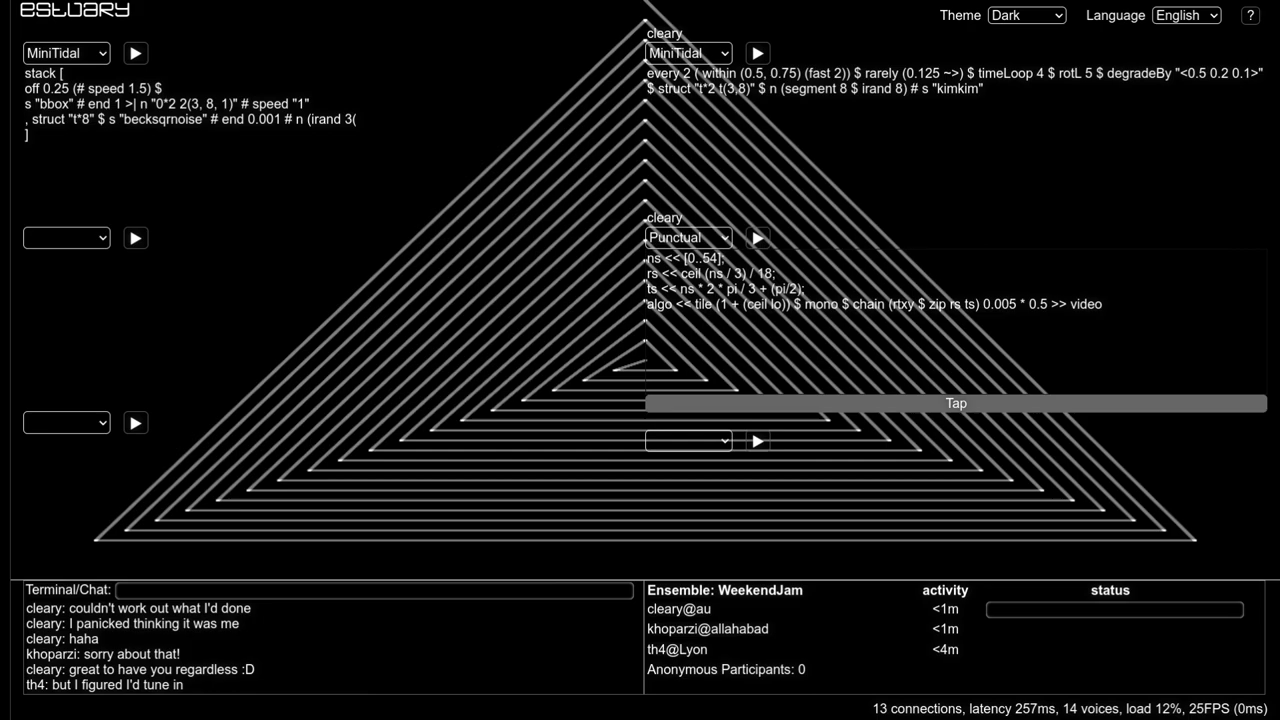 estuary
Theme Dark Language English ?
MiniTidal
stack [
off 0.25 (# speed 1.5) $
s "bbox" # end 1 >| n "0*2 2(3, 8, 1)" # speed "1"
, struct "t*8" $ s "becksqrnoise" # end 0.001 # n (irand 3(
]
cleary
MiniTidal
every 2 ( within (0.5, 0.75) (fast 2)) $ rarely (0.125 ~>) $ timeLoop 4 $ rotL 5 $ degradeBy "<0.5 0.2 0.1>"
$ struct "t*2 t(3,8)" $ n (segment 8 $ irand 8) # s "kimkim"
cleary
Punctual
ns << [0..54];
rs << ceil (ns / 3) / 18;
ts << ns * 2 * pi / 3 + (pi/2);
algo << tile (1 + (ceil lo)) $ mono $ chain (rtxy $ zip rs ts) 0.005 * 0.5 >> video
Tap
Terminal/Chat:
cleary: couldn't work out what I'd done
cleary: I panicked thinking it was me
cleary: haha
khoparzi: sorry about that!
cleary: great to have you regardless :D
th4: but I figured I'd tune in
Ensemble: WeekendJam activity status
cleary@au <1m
khoparzi@allahabad <1m
th4@Lyon <4m
Anonymous Participants: 0
13 connections, latency 257ms, 14 voices, load 12%, 25FPS (0ms)